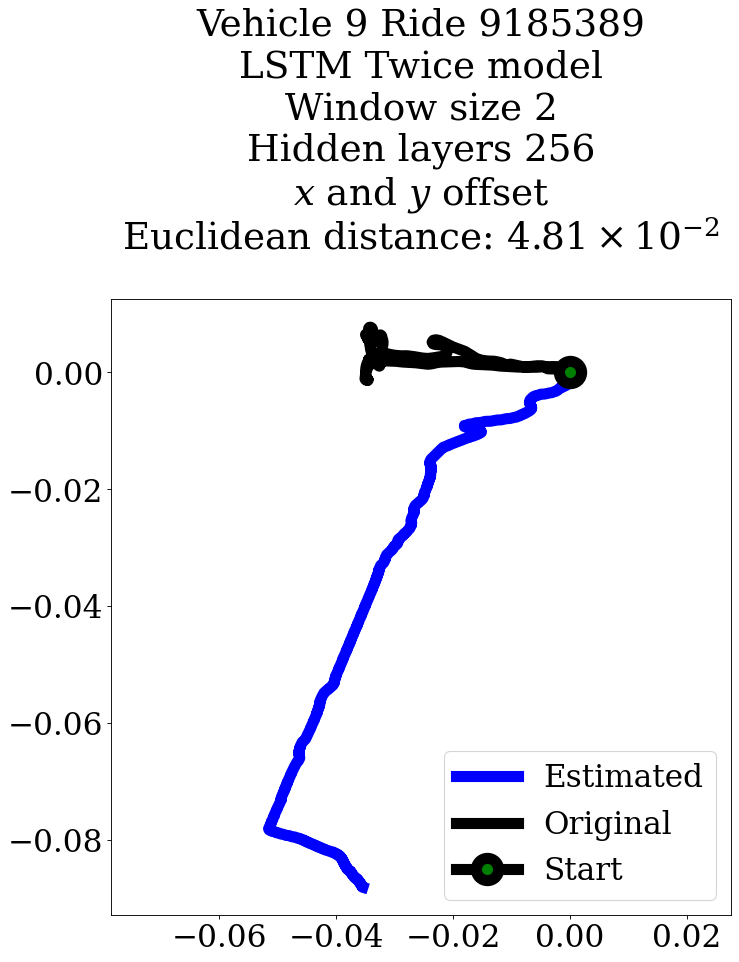 Vehicle 9 Ride 9185389
LSTM Twice model
Window size 2
Hidden layers 256
x and y offset
Euclidean distance: 4.81 × 10⁻²
0.00
−0.02
−0.04
−0.06
−0.08
Estimated
Original
Start
−0.06 −0.04 −0.02 0.00 0.02